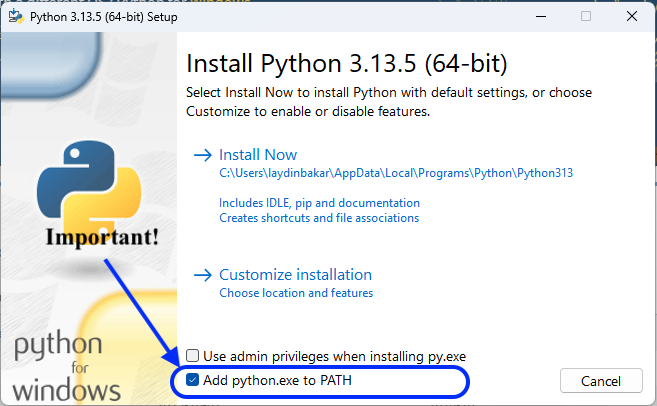 Python 3.13.5 (64-bit) Setup
Install Python 3.13.5 (64-bit)
Select Install Now to install Python with default settings, or choose
Customize to enable or disable features.
Install Now
C:\Users\laydinbakar\AppData\Local\Programs\Python\Python313
Includes IDLE, pip and documentation
Creates shortcuts and file associations
Important!
Customize installation
Choose location and features
python
for
windows
Use admin privileges when installing py.exe
Add python.exe to PATH
Cancel